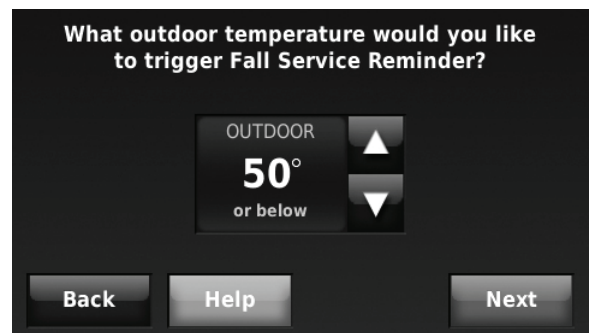 What outdoor temperature would you like
to trigger Fall Service Reminder?
OUTDOOR
50°
or below
Back
Help
Next